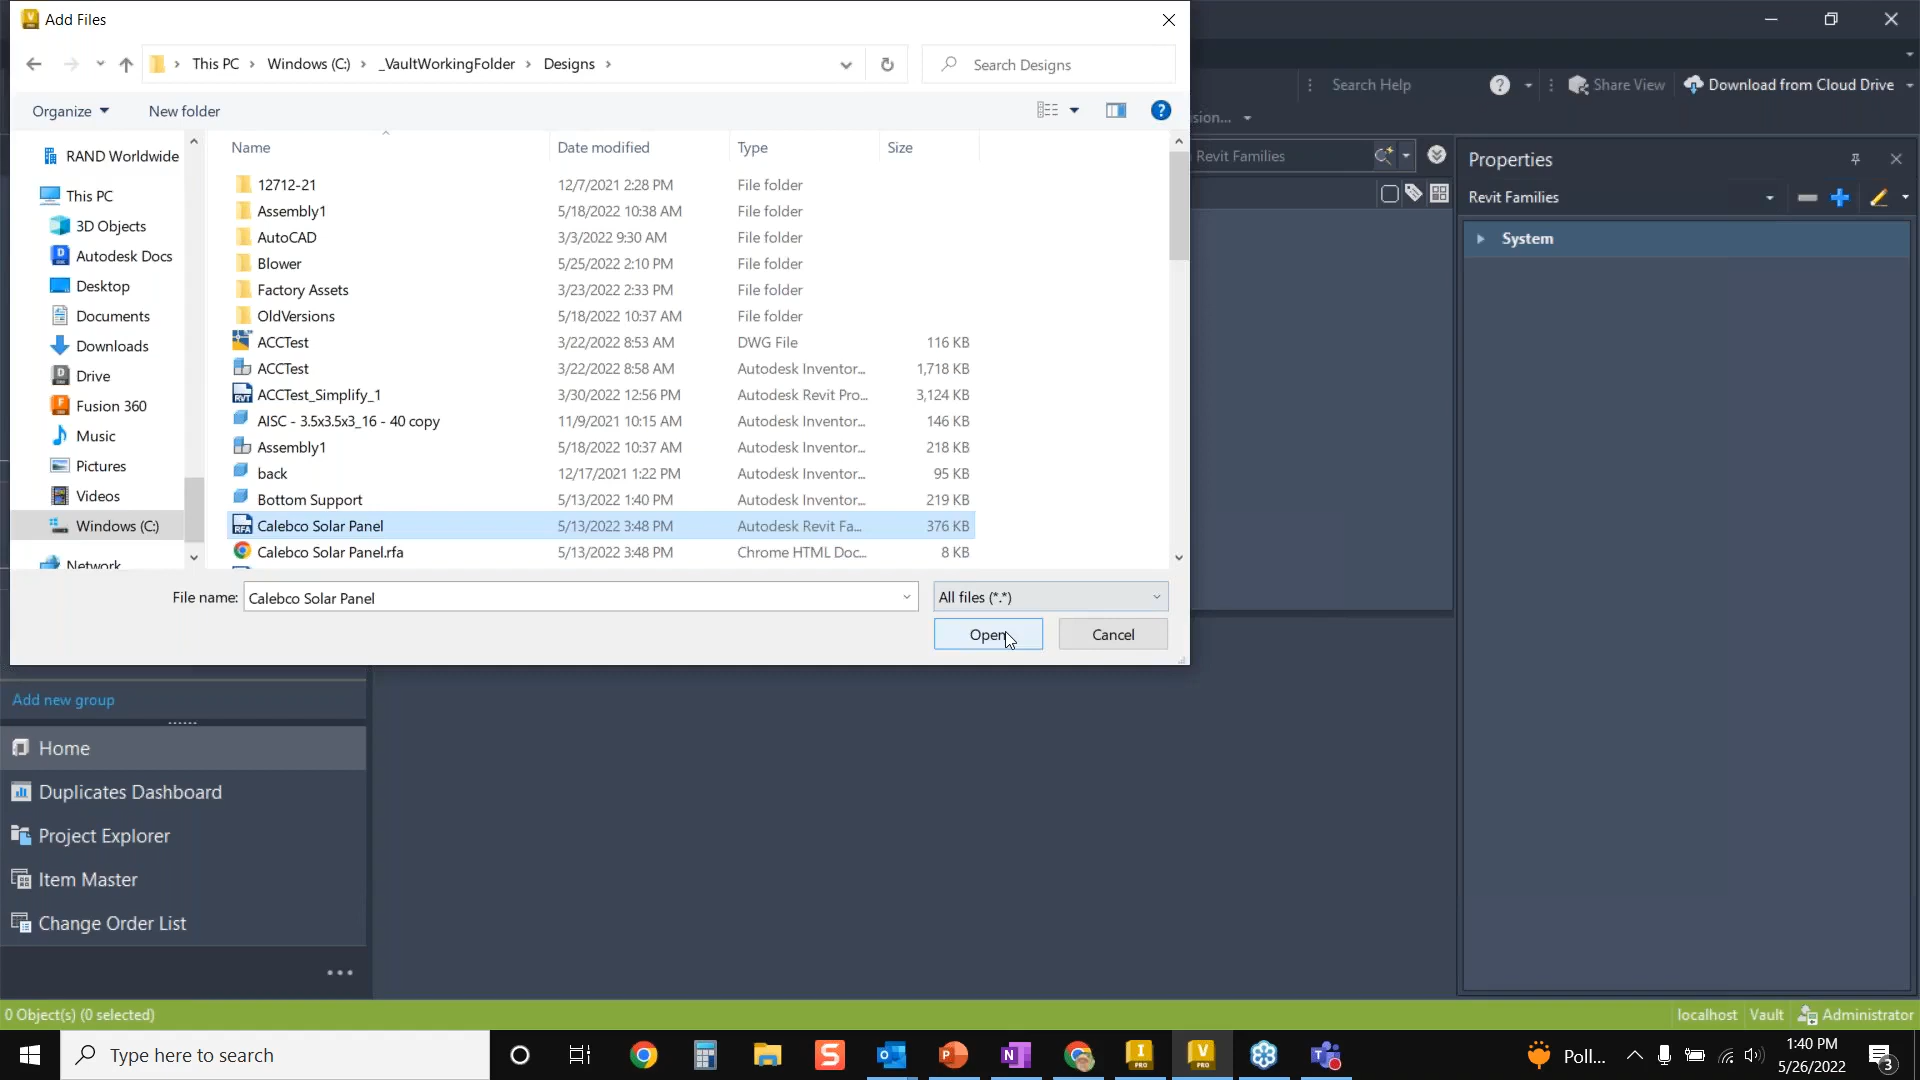 Add Files
This PC > Windows (C:) > _VaultWorkingFolder > Designs >
Search Designs
Search Help
Share View
Download from Cloud Drive
Organize
New folder
sion...
Name
Date modified
Type
Size
Revit Families
Properties
Revit Families
System
RAND Worldwide
This PC
3D Objects
Autodesk Docs
Desktop
Documents
Downloads
Drive
Fusion 360
Music
Pictures
Videos
Windows (C:)
Network
12712-21 12/7/2021 2:28 PM File folder
Assembly1 5/18/2022 10:38 AM File folder
AutoCAD 3/3/2022 9:30 AM File folder
Blower 5/25/2022 2:10 PM File folder
Factory Assets 3/23/2022 2:33 PM File folder
OldVersions 5/18/2022 10:37 AM File folder
ACCTest 3/22/2022 8:53 AM DWG File 116 KB
ACCTest 3/22/2022 8:58 AM Autodesk Inventor... 1,718 KB
ACCTest_Simplify_1 3/30/2022 12:56 PM Autodesk Revit Pro... 3,124 KB
AISC - 3.5x3.5x3_16 - 40 copy 11/9/2021 10:15 AM Autodesk Inventor... 146 KB
Assembly1 5/18/2022 10:37 AM Autodesk Inventor... 218 KB
back 12/17/2021 1:22 PM Autodesk Inventor... 95 KB
Bottom Support 5/13/2022 1:40 PM Autodesk Inventor... 219 KB
Calebco Solar Panel 5/13/2022 3:48 PM Autodesk Revit Fa... 376 KB
Calebco Solar Panel.rfa 5/13/2022 3:48 PM Chrome HTML Doc... 8 KB
File name: Calebco Solar Panel
All files (*.*)
Open
Cancel
Add new group
Home
Duplicates Dashboard
Project Explorer
Item Master
Change Order List
0 Object(s) (0 selected)
localhost Vault Administrator
Type here to search
Poll...
1:40 PM
5/26/2022
3